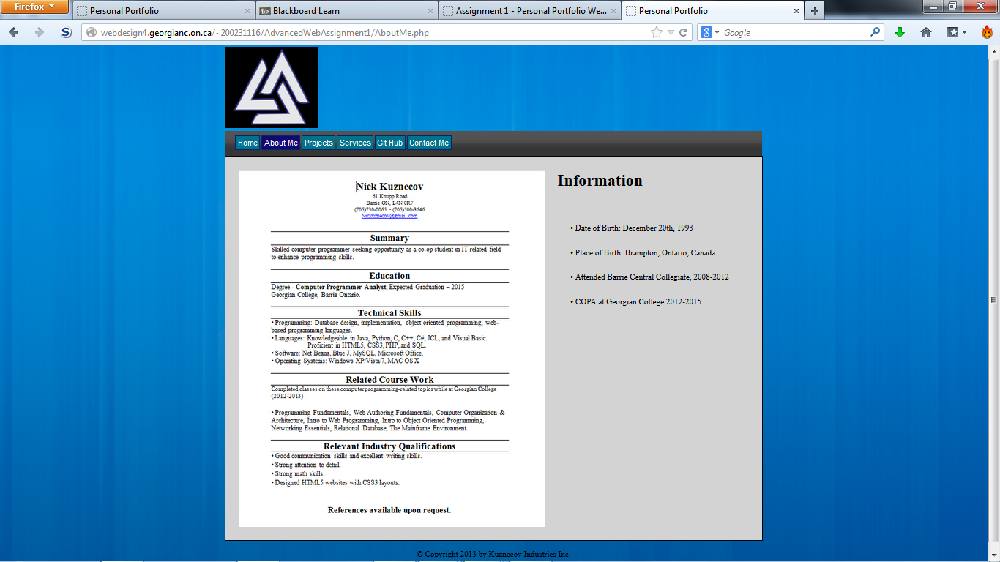 Firefox
Personal Portfolio
Blackboard Learn
Assignment 1 - Personal Portfolio We...
Personal Portfolio
webdesign4.georgianc.on.ca/~200231116/AdvancedWebAssignment1/AboutMe.php
Google
Home
About Me
Projects
Services
Git Hub
Contact Me
Nick Kuznecov
61 Knupp Road
Barrie ON, L4N 0R7
(705)730-0065 • (705)500-3646
Nickuznecov@gmail.com
Summary
Skilled computer programmer seeking opportunity as a co-op student in IT related field
to enhance programming skills.
Education
Degree - Computer Programmer Analyst, Expected Graduation – 2015
Georgian College, Barrie Ontario.
Technical Skills
• Programming: Database design, implementation, object oriented programming, web-
based programming languages.
• Languages: Knowledgeable in Java, Python, C, C++, C#, JCL, and Visual Basic.
Proficient in HTML5, CSS3, PHP, and SQL.
• Software: Net Beans, Blue J, MySQL, Microsoft Office,
• Operating Systems: Windows XP/Vista/7, MAC OS X
Related Course Work
Completed classes on these computer programming-related topics while at Georgian College
(2012-2013)
• Programming Fundamentals, Web Authoring Fundamentals, Computer Organization &
Architecture, Intro to Web Programming, Intro to Object Oriented Programming,
Networking Essentials, Relational Database, The Mainframe Environment.
Relevant Industry Qualifications
• Good communication skills and excellent writing skills.
• Strong attention to detail.
• Strong math skills.
• Designed HTML5 websites with CSS3 layouts.
References available upon request.
Information
• Date of Birth: December 20th, 1993
• Place of Birth: Brampton, Ontario, Canada
• Attended Barrie Central Collegiate, 2008-2012
• COPA at Georgian College 2012-2015
© Copyright 2013 by Kuznecov Industries Inc.